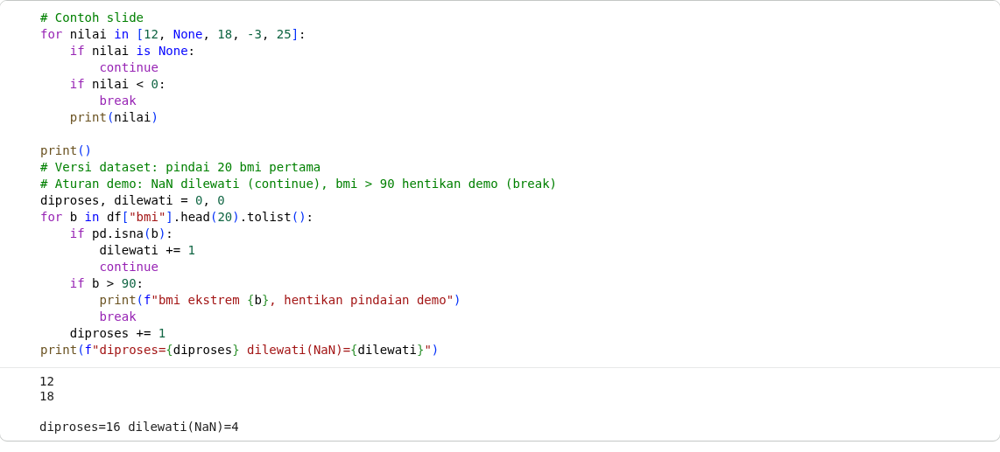 # Contoh slide
for nilai in [12, None, 18, -3, 25]:
    if nilai is None:
        continue
    if nilai < 0:
        break
    print(nilai)

print()
# Versi dataset: pindai 20 bmi pertama
# Aturan demo: NaN dilewati (continue), bmi > 90 hentikan demo (break)
diproses, dilewati = 0, 0
for b in df["bmi"].head(20).tolist():
    if pd.isna(b):
        dilewati += 1
        continue
    if b > 90:
        print(f"bmi ekstrem {b}, hentikan pindaian demo")
        break
    diproses += 1
print(f"diproses={diproses} dilewati(NaN)={dilewati}")
12
18

diproses=16 dilewati(NaN)=4